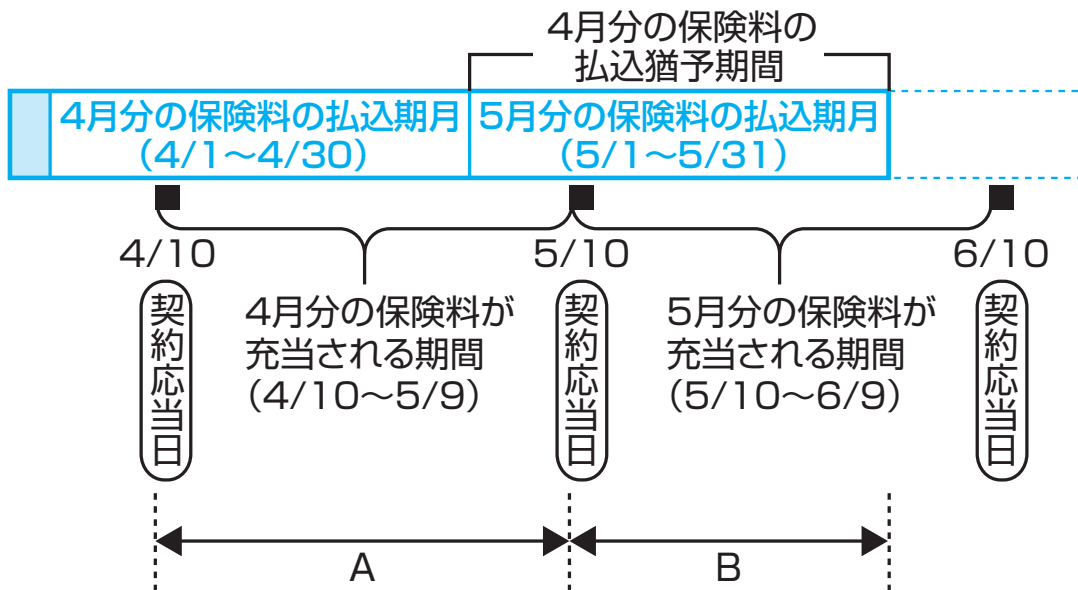 4月分の保険料の
払込猶予期間
4月分の保険料の払込期月
（4/1～4/30）
5月分の保険料の払込期月
（5/1～5/31）
4/10
5/10
6/10
契約応当日
4月分の保険料が
充当される期間
（4/10～5/9）
契約応当日
5月分の保険料が
充当される期間
（5/10～6/9）
契約応当日
A
B